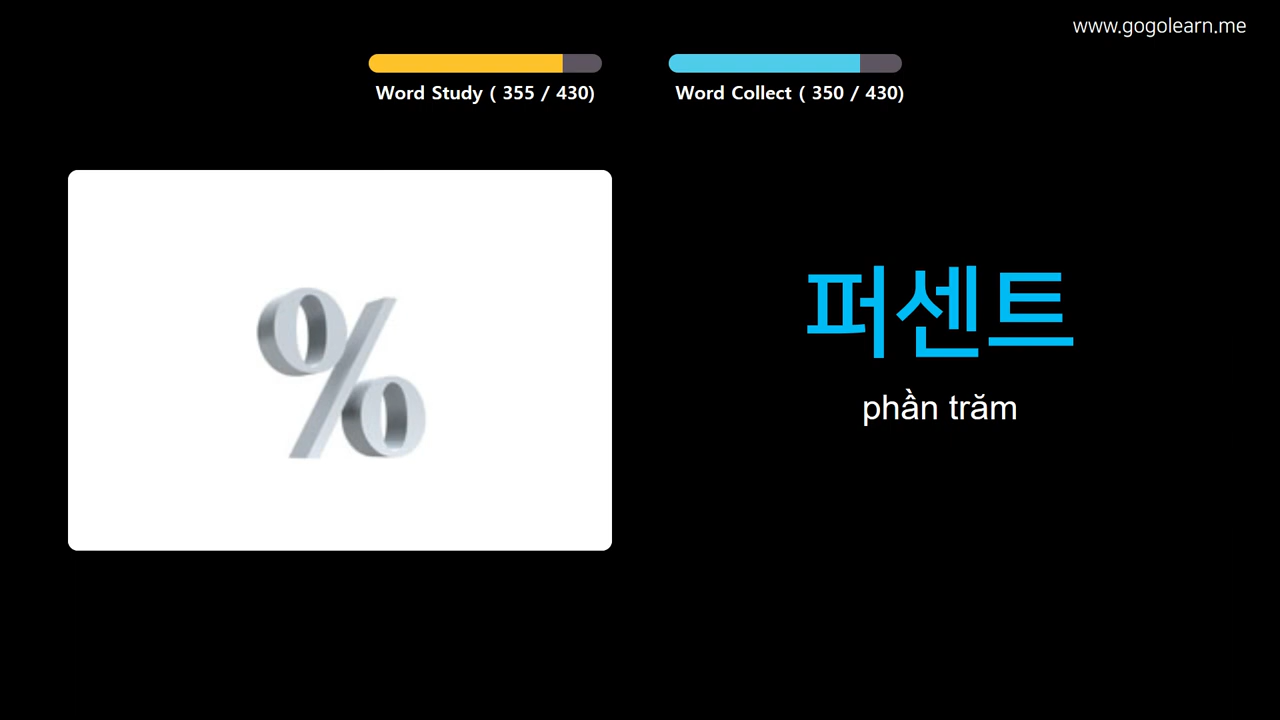 www.gogolearn.me
Word Study ( 355 / 430)
Word Collect ( 350 / 430)
%
퍼센트
phần trăm